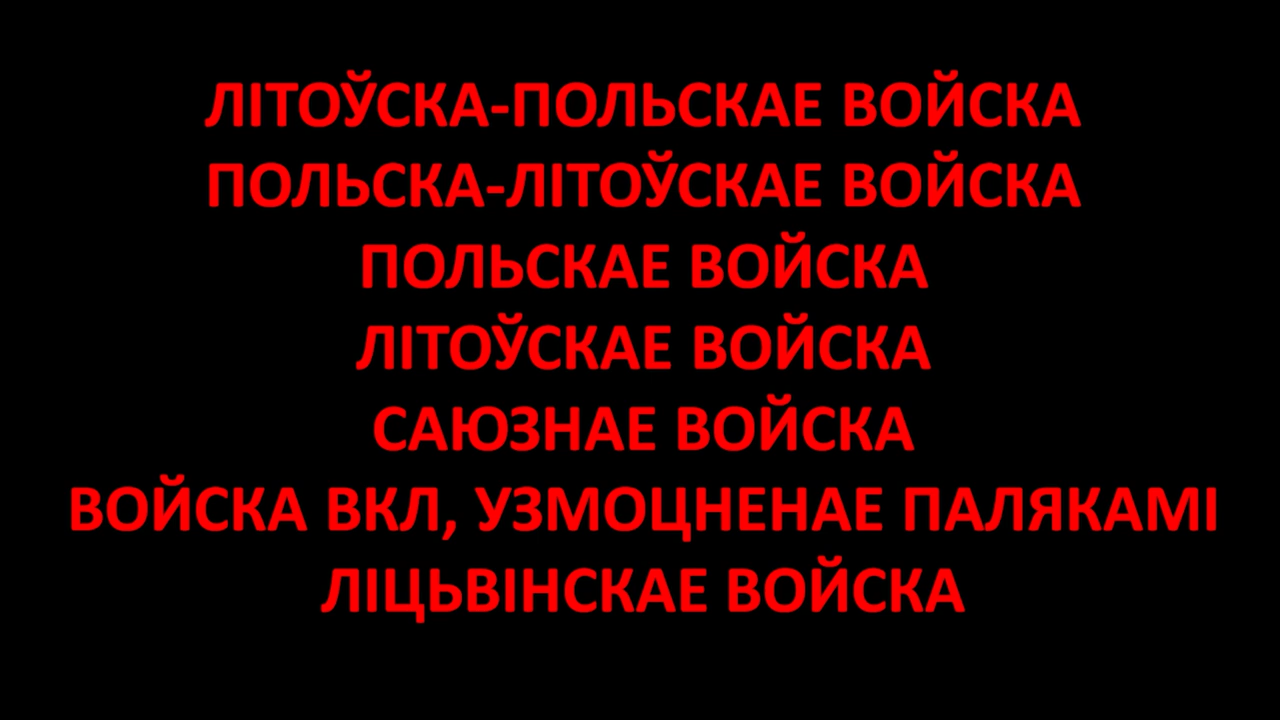 ЛІТОЎСКА-ПОЛЬСКАЕ ВОЙСКА
ПОЛЬСКА-ЛІТОЎСКАЕ ВОЙСКА
ПОЛЬСКАЕ ВОЙСКА
ЛІТОЎСКАЕ ВОЙСКА
САЮЗНАЕ ВОЙСКА
ВОЙСКА ВКЛ, УЗМОЦНЕНАЕ ПАЛЯКАМІ
ЛІЦЬВІНСКАЕ ВОЙСКА